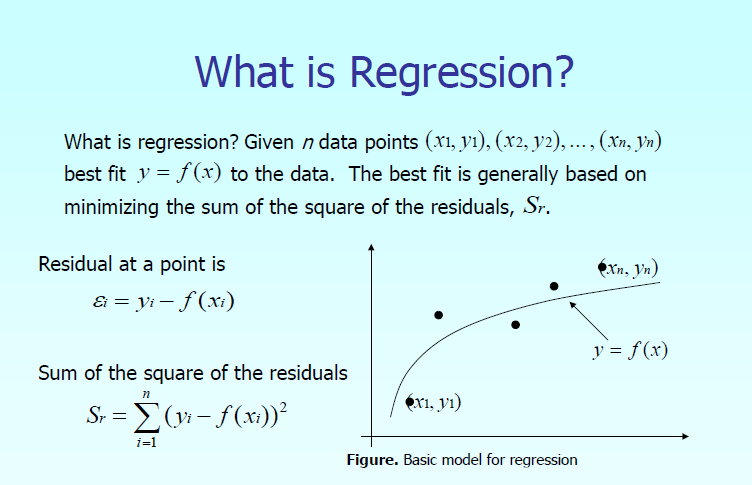 What is Regression?
What is regression? Given n data points (x1, y1), (x2, y2), ... , (xn, yn)
best fit y = f (x) to the data. The best fit is generally based on
minimizing the sum of the square of the residuals, Sr.
Residual at a point is
εi = yi − f (xi)
Sum of the square of the residuals
Sr = ∑ (yi − f (xi))²
n
i=1
(xn, yn)
y = f (x)
(x1, y1)
Figure. Basic model for regression